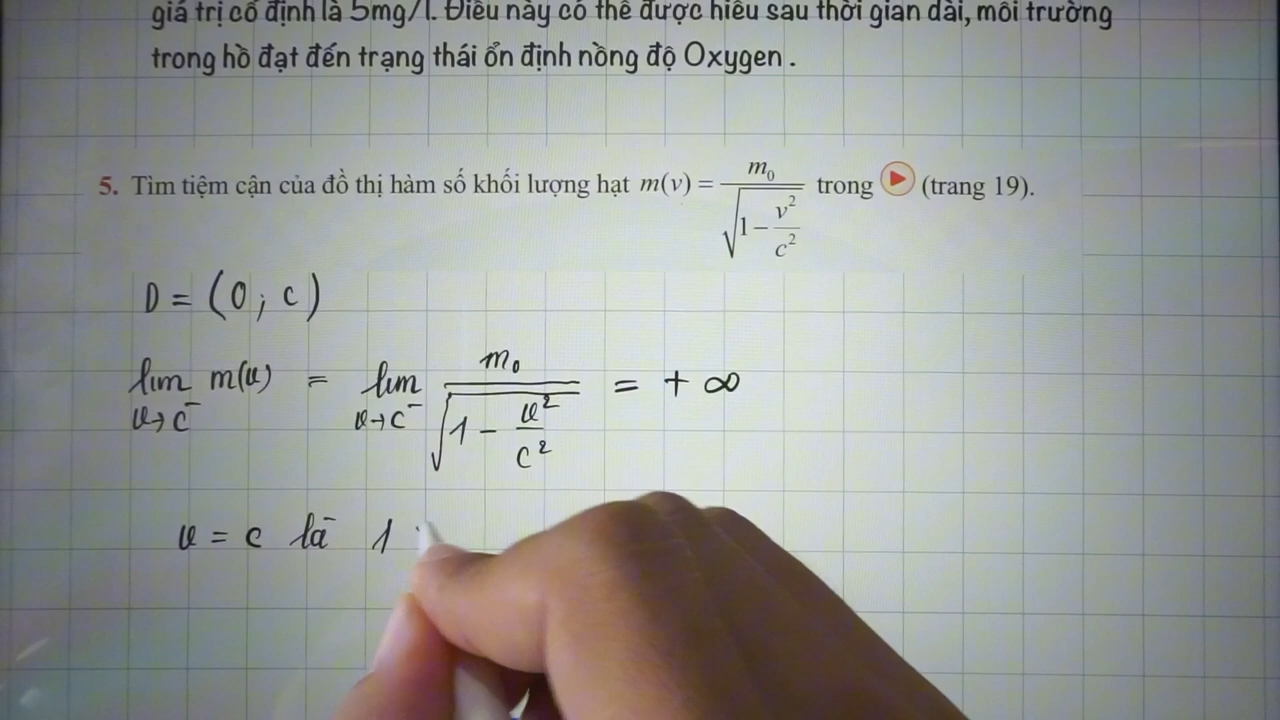 giá trị cố định là 5mg/l. Điều này có thể được hiểu sau thời gian dài, môi trường
trong hồ đạt đến trạng thái ổn định nồng độ Oxygen .
5. Tìm tiệm cận của đồ thị hàm số khối lượng hạt m(v) = m₀ / √(1 − v²/c²) trong (trang 19).
D = (0 ; c)
lim v→c⁻ m(v) = lim v→c⁻ m₀ / √(1 − v²/c²) = + ∞
v = c là 1